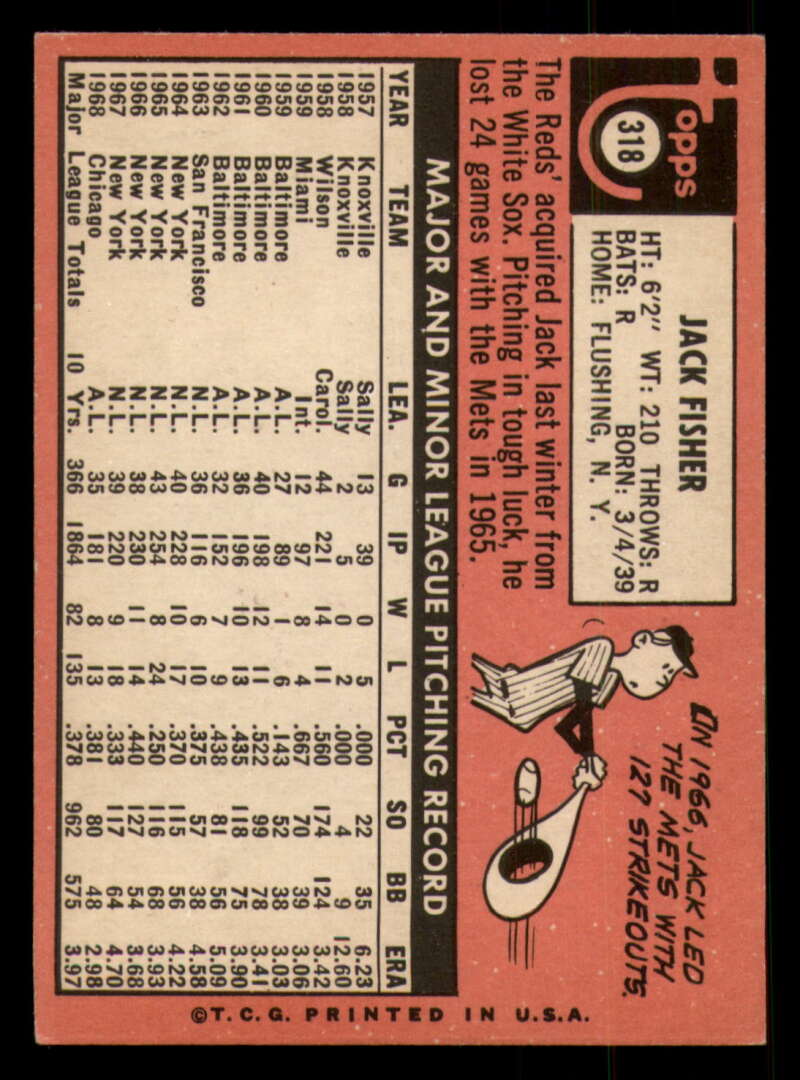 Topps
318
JACK FISHER
HT: 6'2" WT: 210 THROWS: R
BATS: R BORN: 3/4/39
HOME: FLUSHING, N. Y.
The Reds' acquired Jack last winter from
the White Sox. Pitching in tough luck, he
lost 24 games with the Mets in 1965.
IN 1966, JACK LED
THE METS WITH
127 STRIKEOUTS.
MAJOR AND MINOR LEAGUE PITCHING RECORD
YEAR TEAM LEA. G IP W L PCT SO BB ERA
1957 Knoxville Sally 13 39 0 5 .000 22 35 6.23
1958 Knoxville Sally 2 5 0 2 .000 4 9 12.60
1958 Wilson Carol. 44 221 14 11 .560 174 124 3.42
1959 Miami Int. 12 97 8 4 .667 70 39 3.06
1959 Baltimore A.L. 27 89 1 6 .143 52 38 3.03
1960 Baltimore A.L. 40 198 12 11 .522 99 78 3.41
1961 Baltimore A.L. 36 196 10 13 .435 118 75 3.90
1962 Baltimore A.L. 32 152 7 9 .438 81 56 5.09
1963 San Francisco N.L. 36 116 6 10 .375 57 38 4.58
1964 New York N.L. 40 228 10 17 .370 115 56 4.22
1965 New York N.L. 43 254 8 24 .250 116 68 3.93
1966 New York N.L. 38 230 11 14 .440 127 54 3.68
1967 New York N.L. 39 220 9 18 .333 117 64 4.70
1968 Chicago A.L. 35 181 8 13 .381 80 48 2.98
Major League Totals 10 Yrs. 366 1864 82 135 .378 962 575 3.97
©T.C.G. PRINTED IN U.S.A.